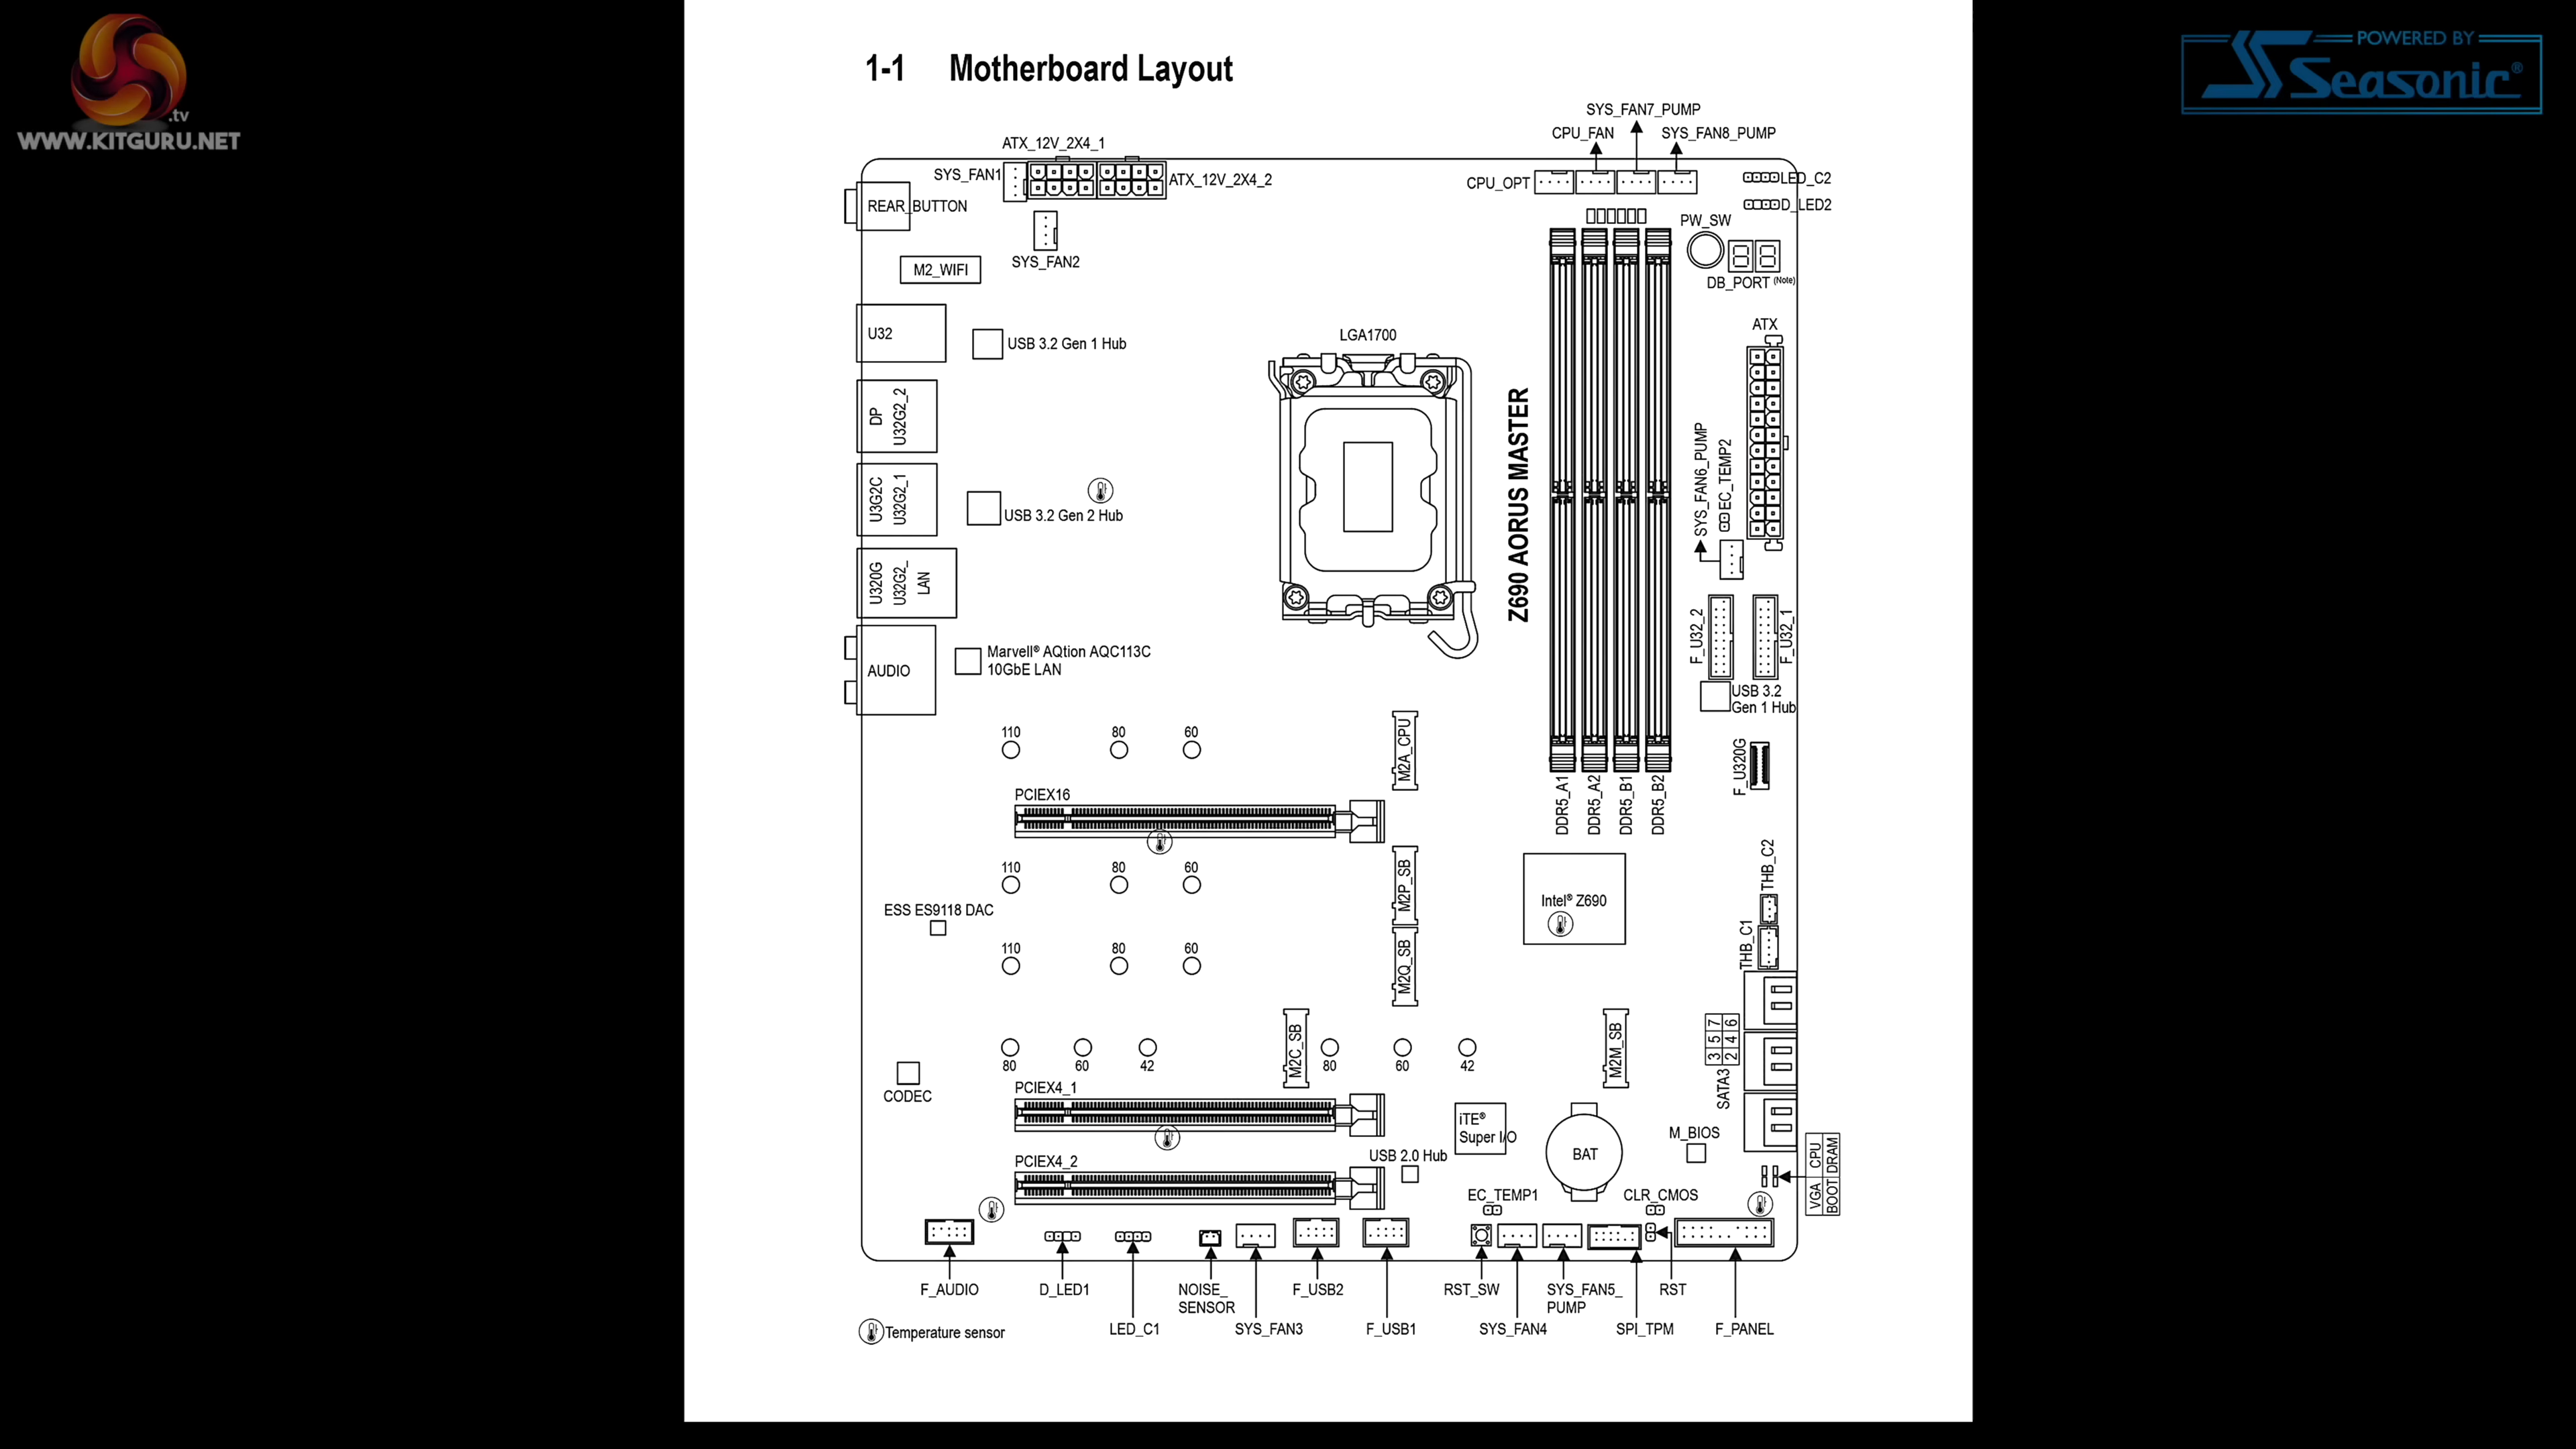 .tv
WWW.KITGURU.NET
POWERED BY
Seasonic®
1-1 Motherboard Layout
SYS_FAN7_PUMP
CPU_FAN
SYS_FAN8_PUMP
ATX_12V_2X4_1
SYS_FAN1
ATX_12V_2X4_2
CPU_OPT
LED_C2
REAR_BUTTON
D_LED2
PW_SW
SYS_FAN2
M2_WIFI
DB_PORT (Note)
U32
USB 3.2 Gen 1 Hub
LGA1700
ATX
DP
U32G2_2
Z690 AORUS MASTER
SYS_FAN6_PUMP
EC_TEMP2
U3G2C
U32G2_1
USB 3.2 Gen 2 Hub
U320G
U32G2_
LAN
F_U32_2
F_U32_1
Marvell® AQtion AQC113C
10GbE LAN
AUDIO
USB 3.2
Gen 1 Hub
110 80 60
M2A_CPU
F_U320G
PCIEX16
DDR5_A1
DDR5_A2
DDR5_B1
DDR5_B2
THB_C2
110 80 60
M2P_SB
Intel® Z690
ESS ES9118 DAC
THB_C1
110 80 60
M2Q_SB
M2C_SB
M2M_SB
3 5 7
2 4 6
SATA3
80 60 42
80 60 42
CODEC
PCIEX4_1
iTE®
Super I/O
M_BIOS
BAT
USB 2.0 Hub
PCIEX4_2
VGA CPU
BOOT DRAM
EC_TEMP1
CLR_CMOS
F_AUDIO
D_LED1
NOISE_
SENSOR
F_USB2
RST_SW
SYS_FAN5_
PUMP
RST
LED_C1
SYS_FAN3
F_USB1
SYS_FAN4
SPI_TPM
F_PANEL
Temperature sensor